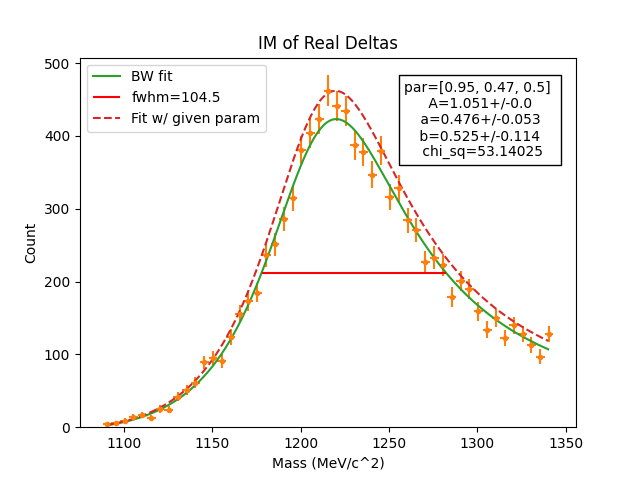 IM of Real Deltas
BW fit
fwhm=104.5
Fit w/ given param
par=[0.95, 0.47, 0.5]
A=1.051+/-0.0
a=0.476+/-0.053
b=0.525+/-0.114
chi_sq=53.14025
Count
500
400
300
200
100
0
1100 1150 1200 1250 1300 1350
Mass (MeV/c^2)